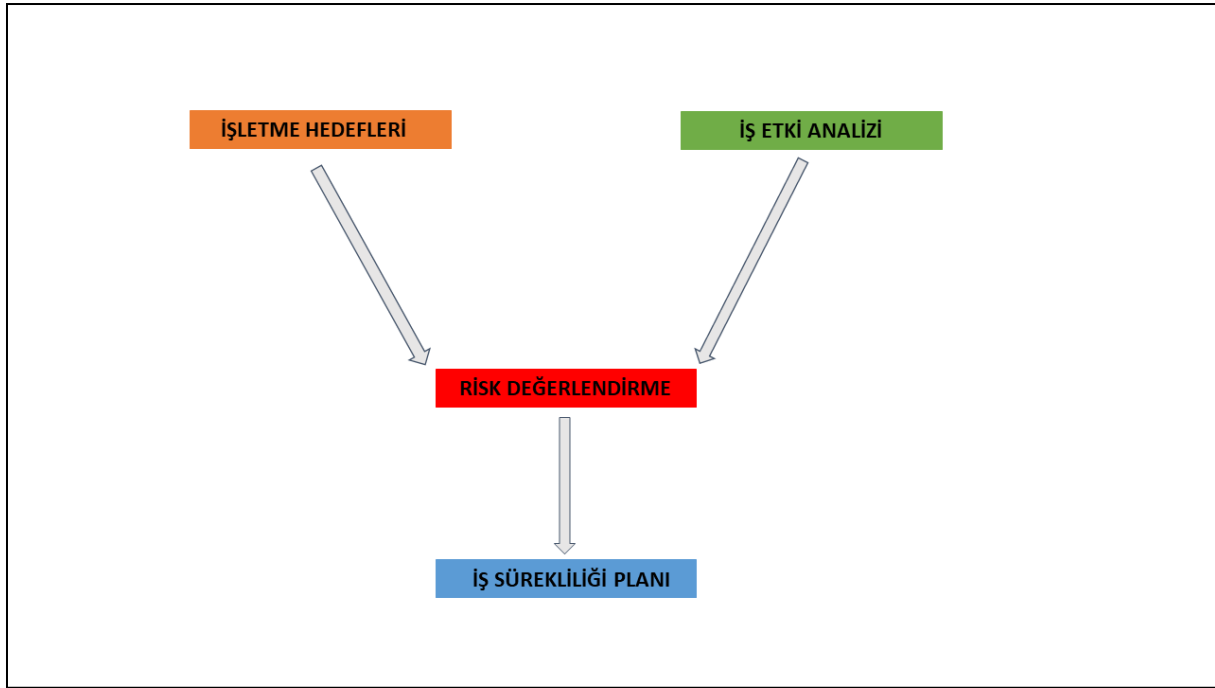 İŞLETME HEDEFLERİ
İŞ ETKİ ANALİZİ
RİSK DEĞERLENDİRME
İŞ SÜREKLİLİĞİ PLANI